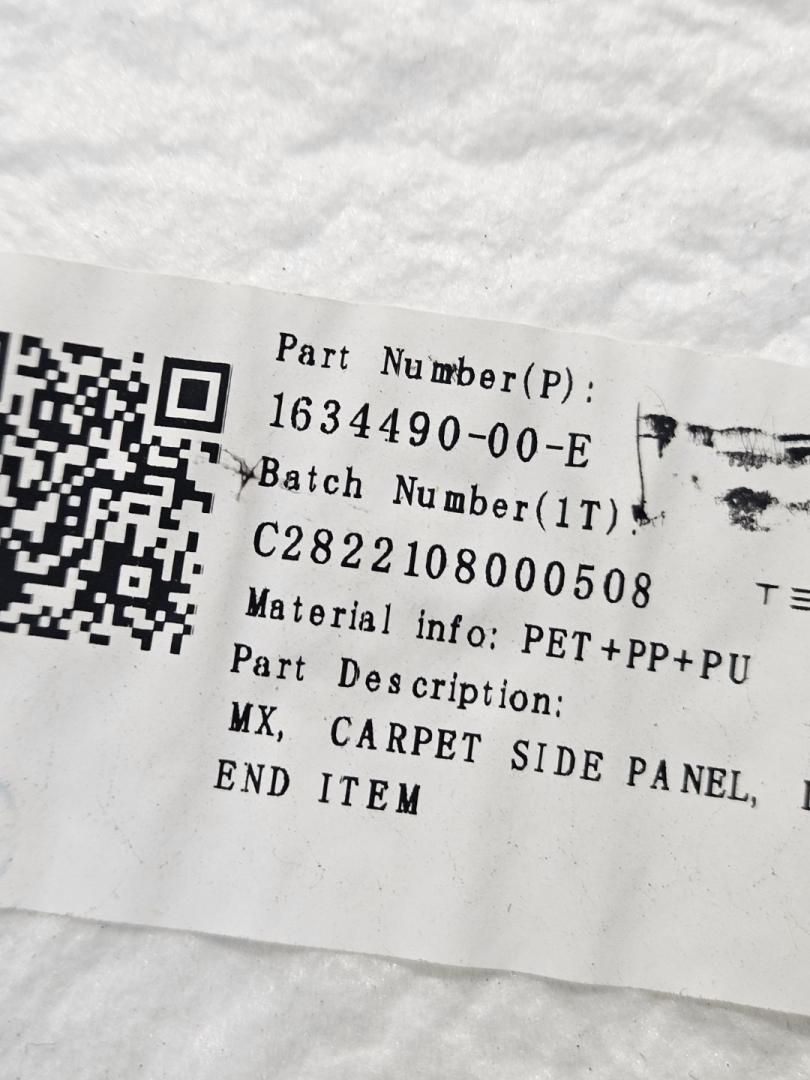 Part Number(P):
1634490-00-E
Batch Number(1T):
C2822108000508
Material info: PET+PP+PU
Part Description:
MX, CARPET SIDE PANEL,
END ITEM